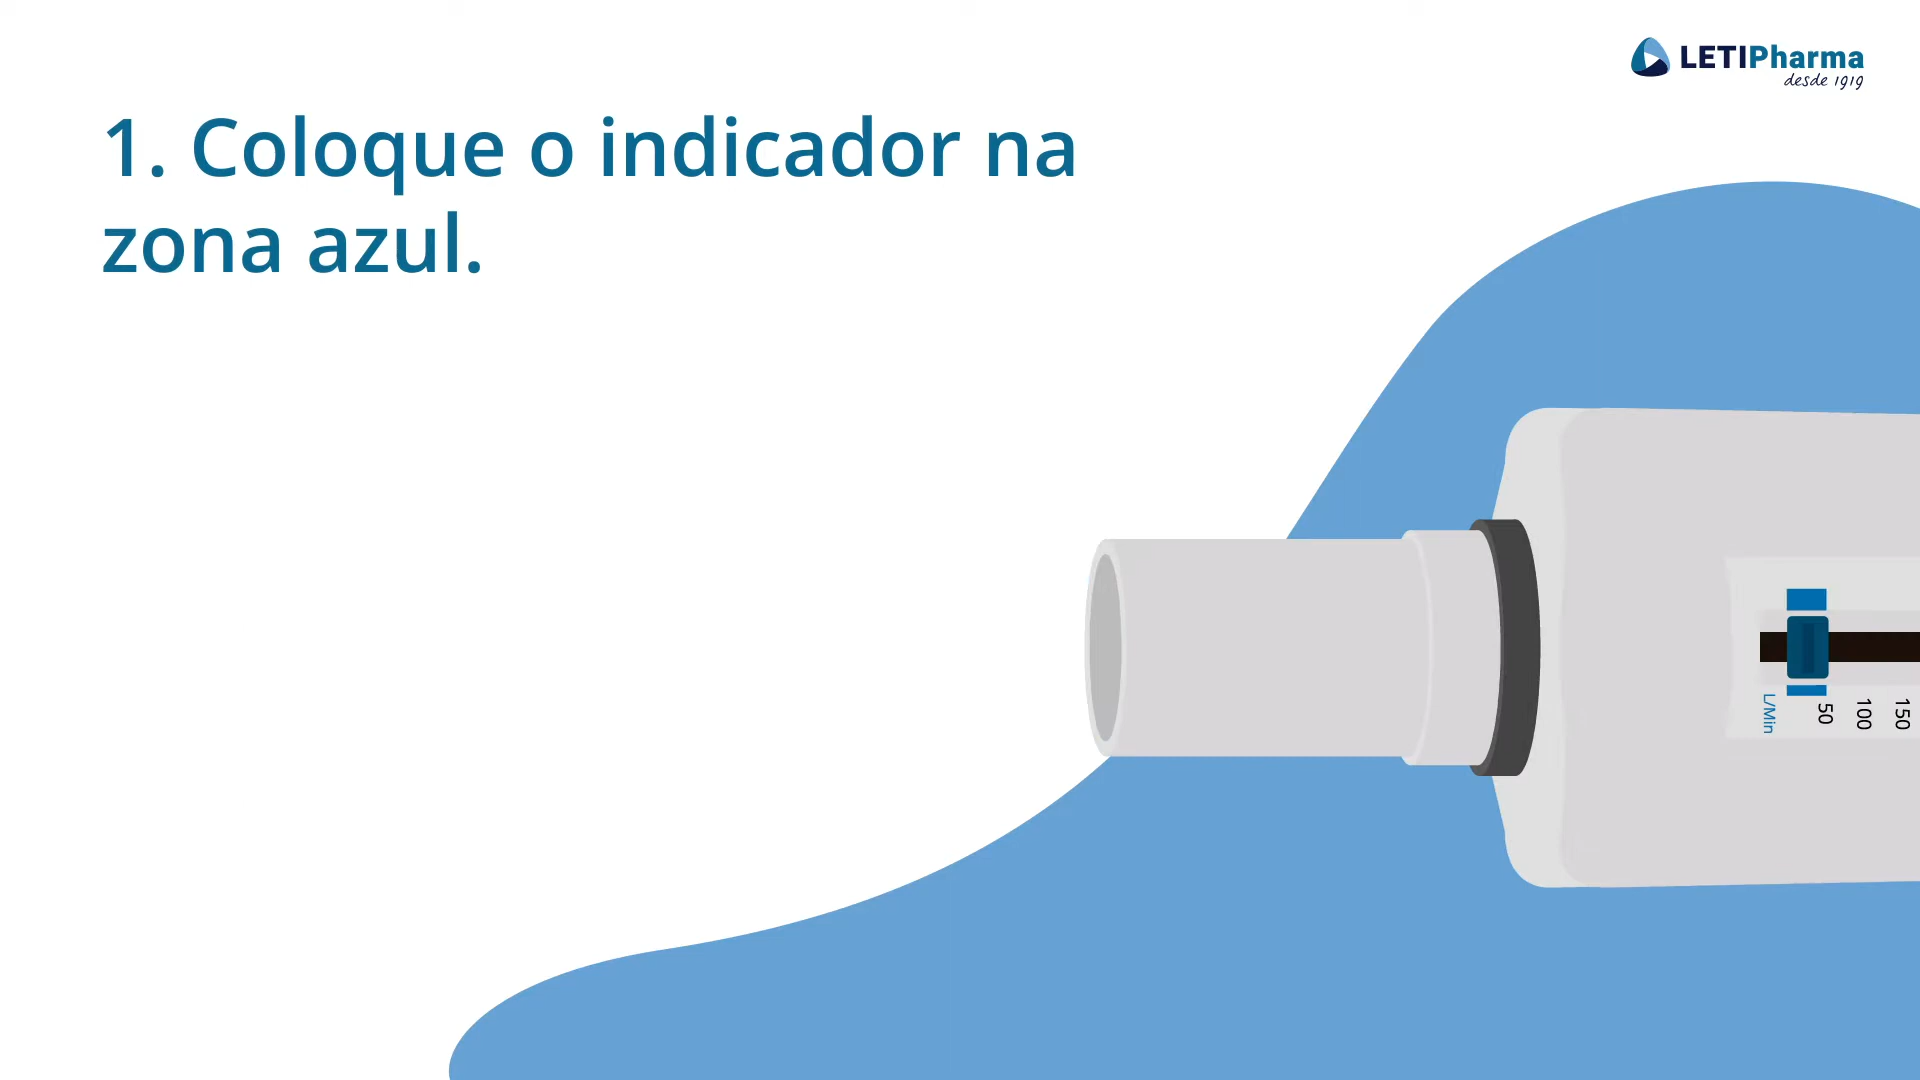 LETIPharma
desde 1919
1. Coloque o indicador na
zona azul.
L/Min
50
100
150